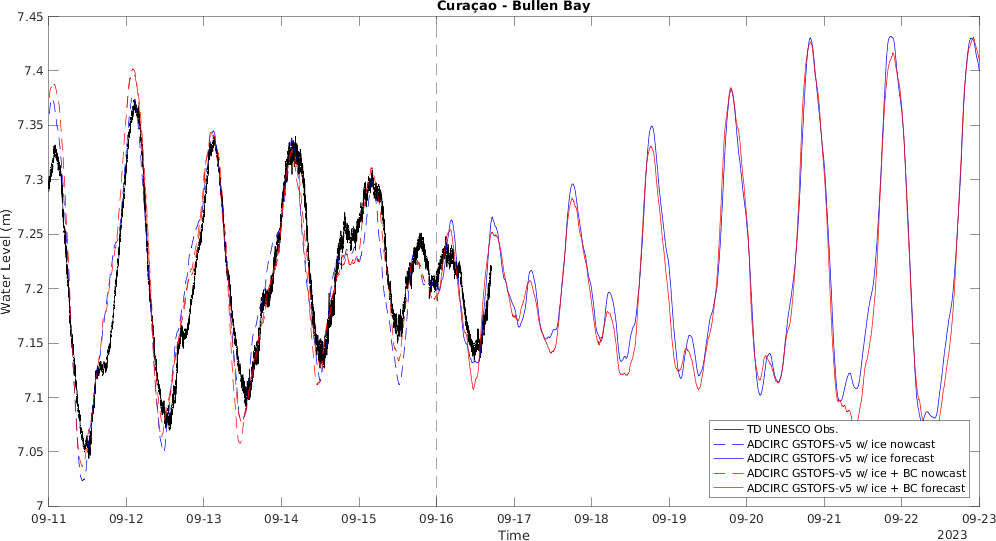 Curaçao - Bullen Bay
7.45
7.4
7.35
7.3
7.25
7.2
7.15
7.1
7.05
7
Water Level (m)
TD UNESCO Obs.
ADCIRC GSTOFS-v5 w/ ice nowcast
ADCIRC GSTOFS-v5 w/ ice forecast
ADCIRC GSTOFS-v5 w/ ice + BC nowcast
ADCIRC GSTOFS-v5 w/ ice + BC forecast
09-11 09-12 09-13 09-14 09-15 09-16 09-17 09-18 09-19 09-20 09-21 09-22 09-23
Time
2023